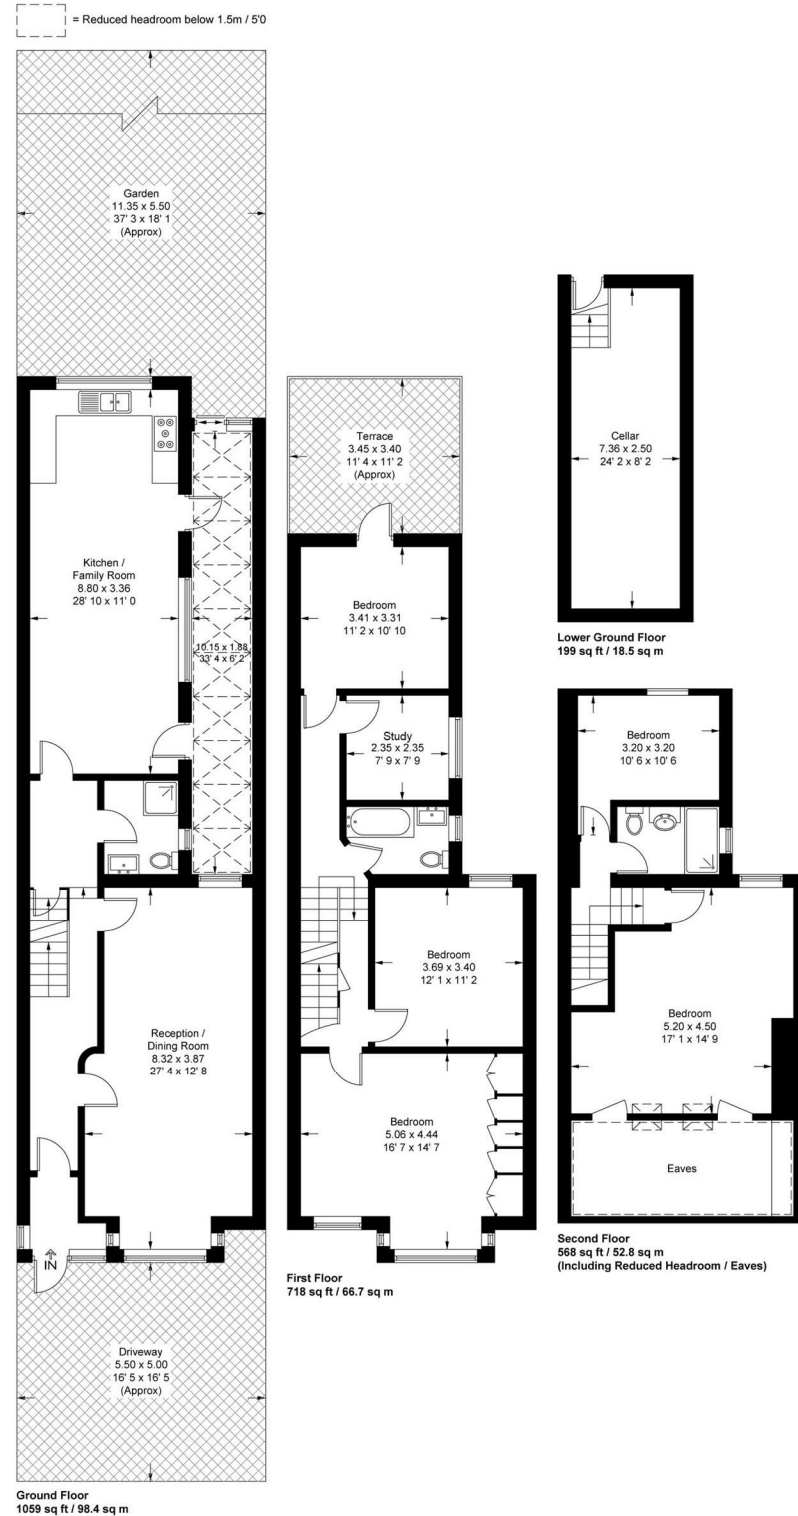 = Reduced headroom below 1.5m / 5'0
Garden
11.35 x 5.50
37' 3 x 18' 1
(Approx)
Kitchen /
Family Room
8.80 x 3.36
28' 10 x 11' 0
10.15 x 1.88
33' 4 x 6' 2
Reception /
Dining Room
8.32 x 3.87
27' 4 x 12' 8
IN
Driveway
5.50 x 5.00
16' 5 x 16' 5
(Approx)
Ground Floor
1059 sq ft / 98.4 sq m
Terrace
3.45 x 3.40
11' 4 x 11' 2
(Approx)
Bedroom
3.41 x 3.31
11' 2 x 10' 10
Study
2.35 x 2.35
7' 9 x 7' 9
Bedroom
3.69 x 3.40
12' 1 x 11' 2
Bedroom
5.06 x 4.44
16' 7 x 14' 7
First Floor
718 sq ft / 66.7 sq m
Cellar
7.36 x 2.50
24' 2 x 8' 2
Lower Ground Floor
199 sq ft / 18.5 sq m
Bedroom
3.20 x 3.20
10' 6 x 10' 6
Bedroom
5.20 x 4.50
17' 1 x 14' 9
Eaves
Second Floor
568 sq ft / 52.8 sq m
(Including Reduced Headroom / Eaves)